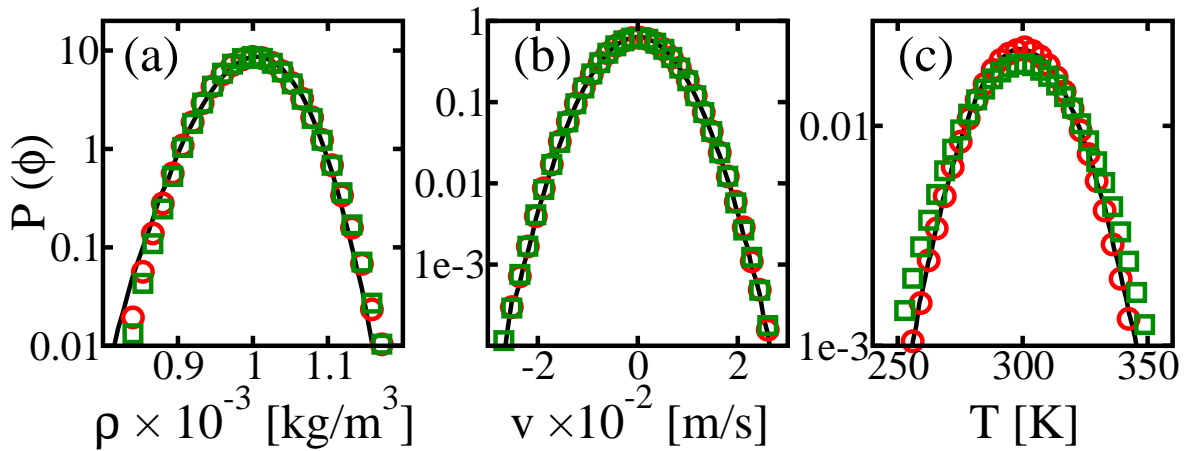 P (ϕ)
(a)
10
1
0.1
0.01
0.9
1
1.1
ρ × 10⁻³ [kg/m³]
(b)
1
0.1
0.01
1e-3
-2
0
2
v ×10⁻² [m/s]
(c)
0.01
1e-3
250
300
350
T [K]